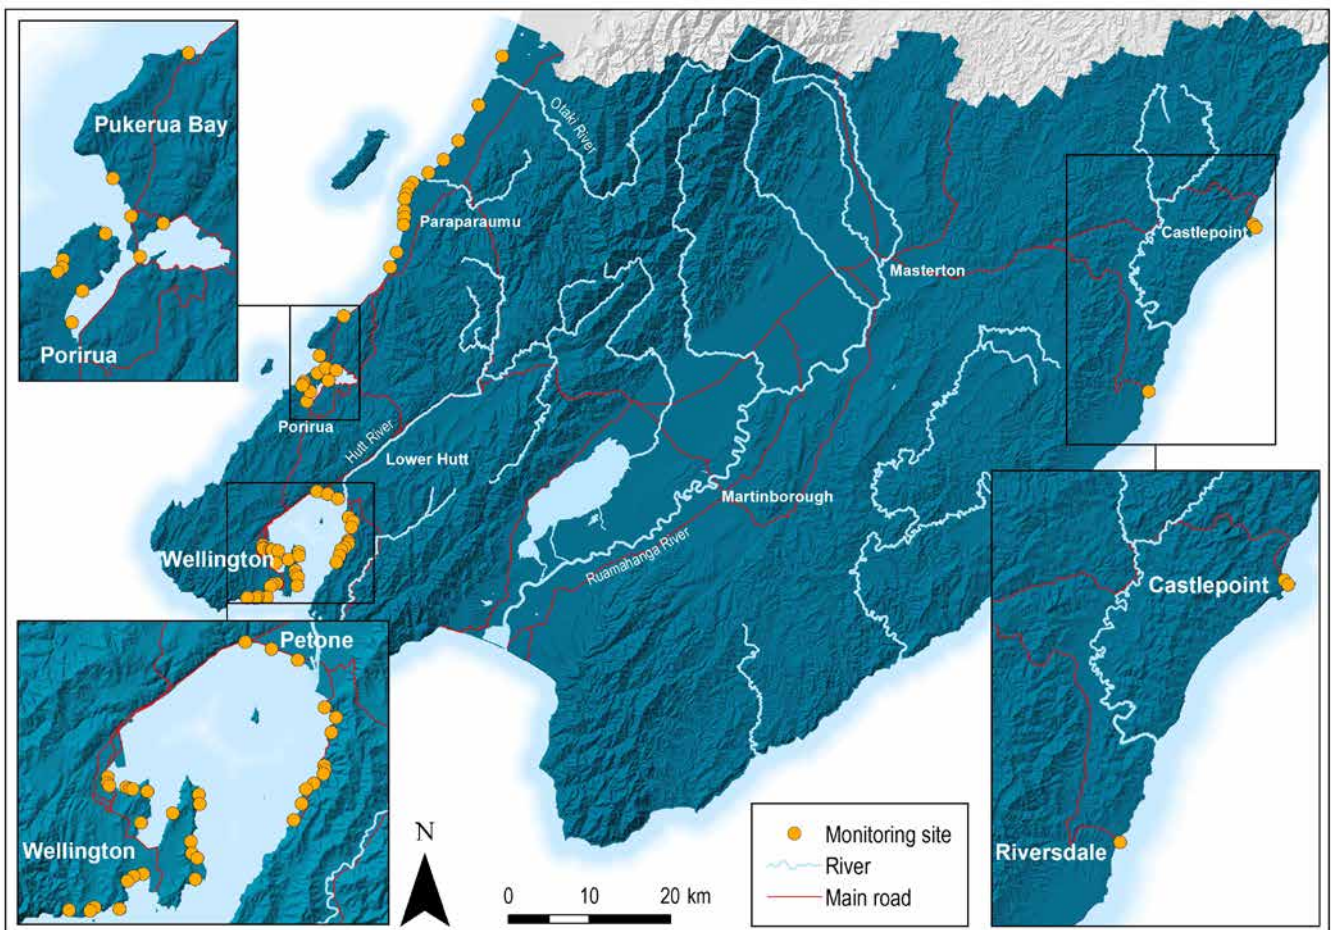 Pukerua Bay
Porirua
Otaki River
Paraparaumu
Masterton
Castlepoint
Porirua
Hutt River
Lower Hutt
Martinborough
Ruamahanga River
Wellington
Petone
Wellington
Castlepoint
Riversdale
N
0 10 20 km
Monitoring site
River
Main road